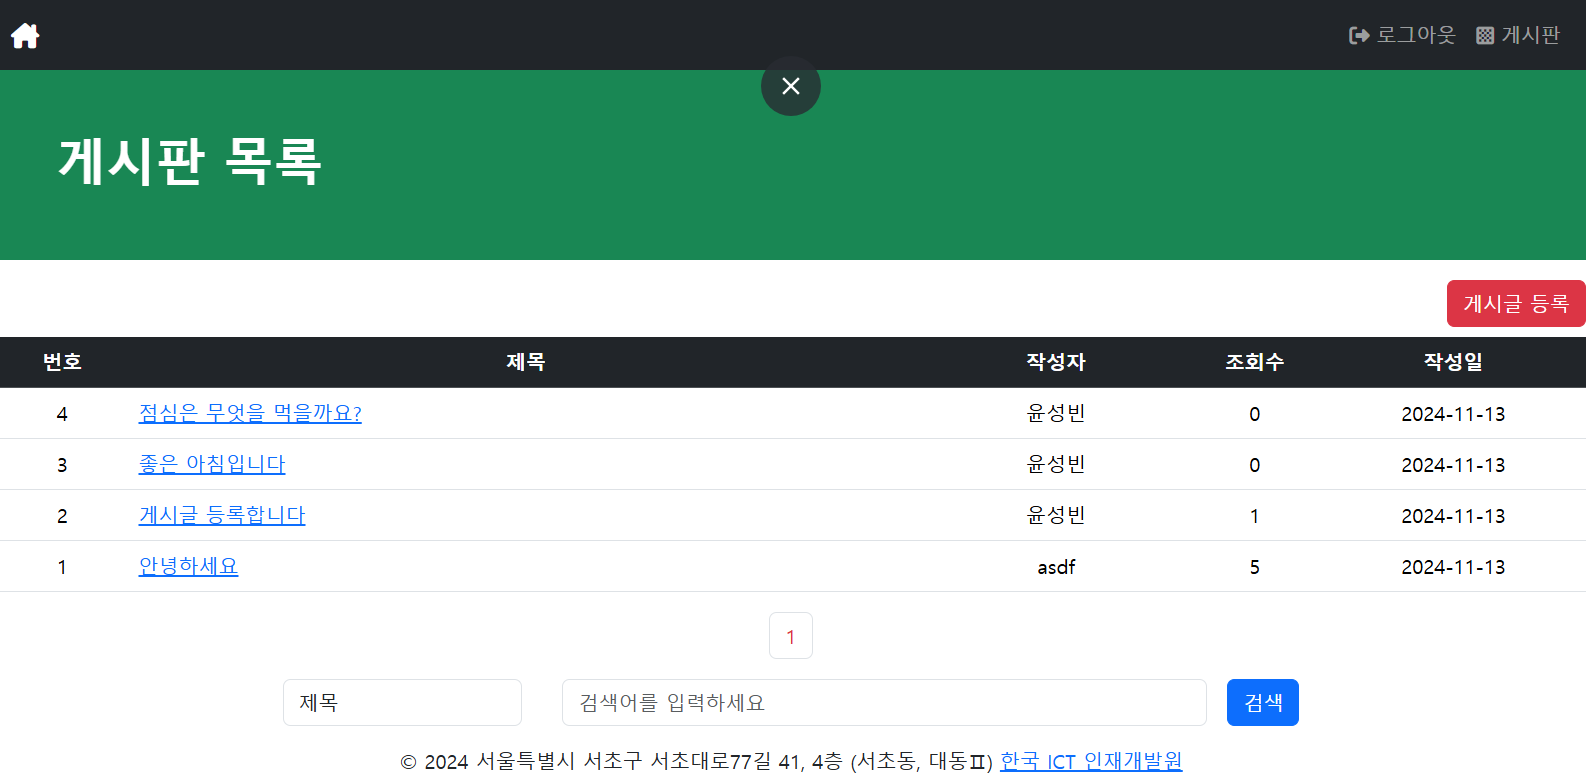 로그아웃 게시판
게시판 목록
게시글 등록
번호 제목 작성자 조회수 작성일
4 점심은 무엇을 먹을까요? 윤성빈 0 2024-11-13
3 좋은 아침입니다 윤성빈 0 2024-11-13
2 게시글 등록합니다 윤성빈 1 2024-11-13
1 안녕하세요 asdf 5 2024-11-13
1
제목 검색어를 입력하세요 검색
© 2024 서울특별시 서초구 서초대로77길 41, 4층 (서초동, 대동Ⅱ) 한국 ICT 인재개발원